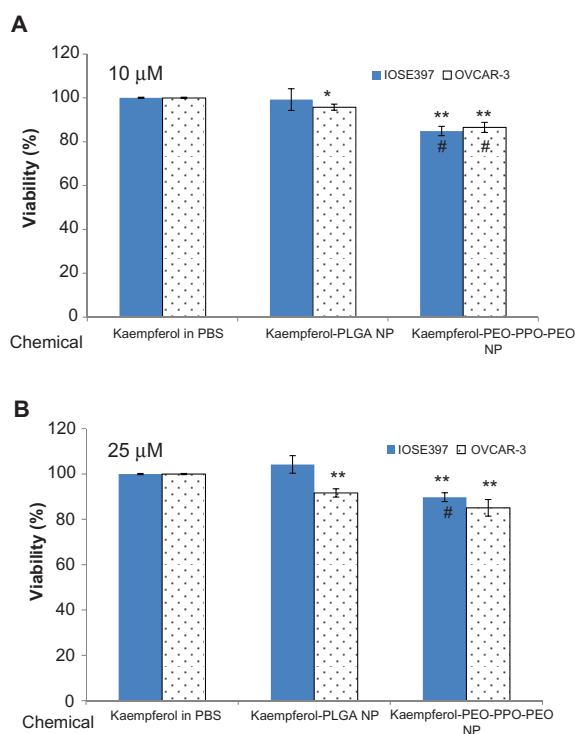 A
120
100
80
60
40
20
0
Viability (%)
10 μM
IOSE397 OVCAR-3
*
** **
# #
Chemical
Kaempferol in PBS Kaempferol-PLGA NP Kaempferol-PEO-PPO-PEO
NP
B
120
100
80
60
40
20
0
Viability (%)
25 μM
IOSE397 OVCAR-3
**
** **
#
Chemical
Kaempferol in PBS Kaempferol-PLGA NP Kaempferol-PEO-PPO-PEO
NP